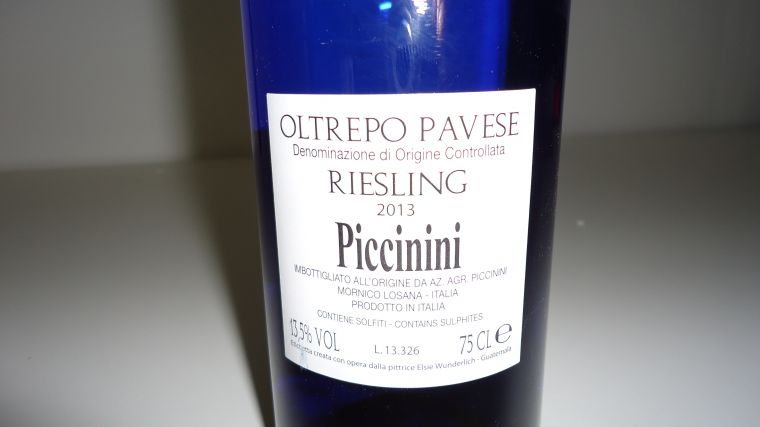 OLTREPO PAVESE
Denominazione di Origine Controllata
RIESLING
2013
Piccinini
IMBOTTIGLIATO ALL'ORIGINE DA AZ. AGR. PICCININI
MORNICO LOSANA - ITALIA
PRODOTTO IN ITALIA
CONTIENE SOLFITI - CONTAINS SULPHITES
13,5% VOL L.13.326 75 CL e
Etichetta creata con opera dalla pittrice Elsie Wunderlich - Guatemala